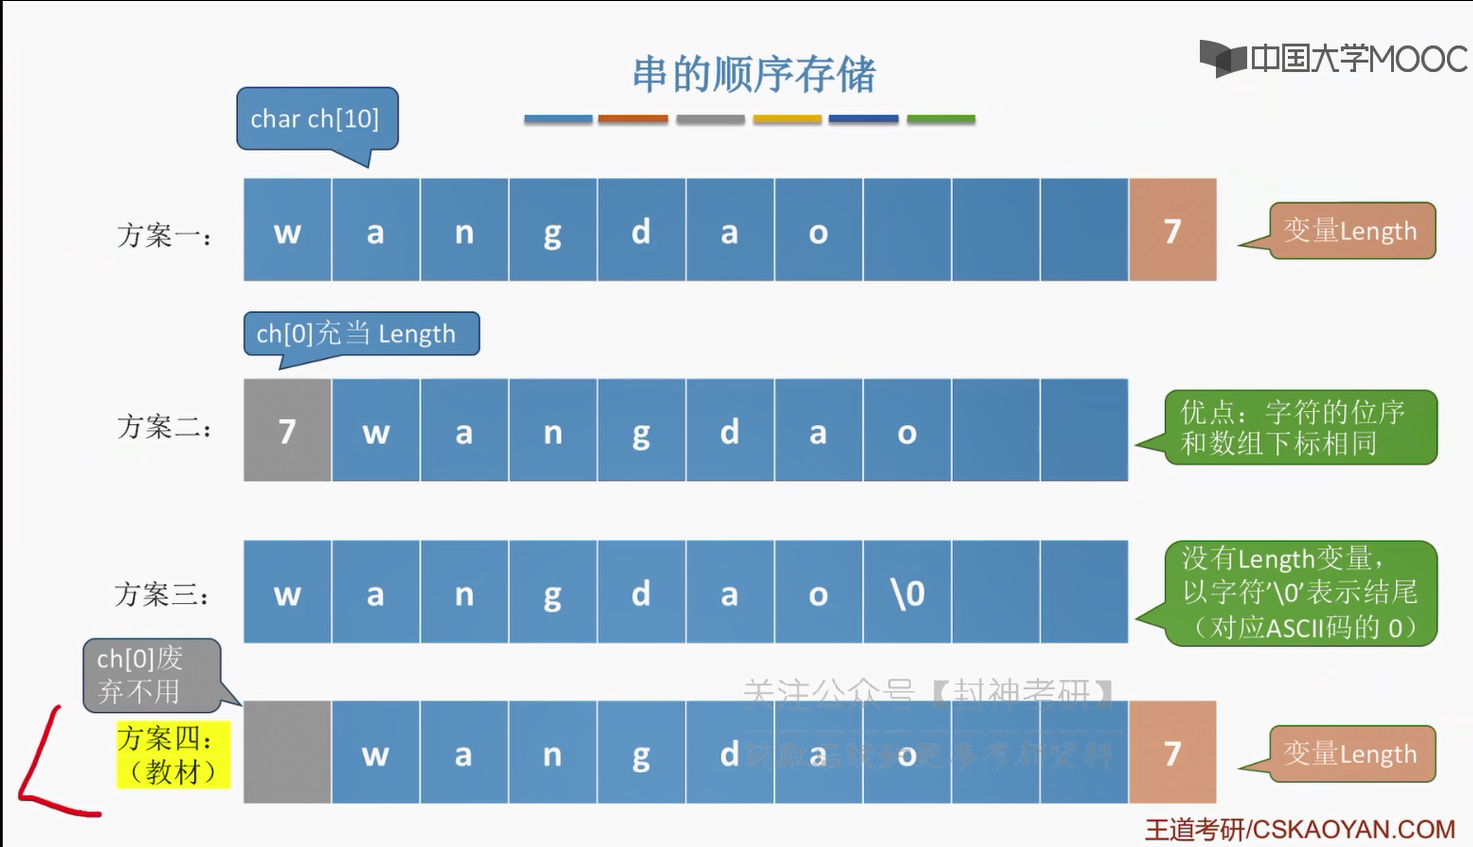 串的顺序存储
中国大学MOOC
char ch[10]
方案一：
w a n g d a o 7
变量Length
ch[0]充当 Length
方案二：
7 w a n g d a o
优点：字符的位序
和数组下标相同
方案三：
w a n g d a o \0
没有Length变量，
以字符‘\0’表示结尾
（对应ASCII码的 0）
ch[0]废
弃不用
关注公众号【封神考研】
方案四：
（教材）
w a n g d a o 7
变量Length
获取后续和更多考研资料
王道考研/CSKAOYAN.COM